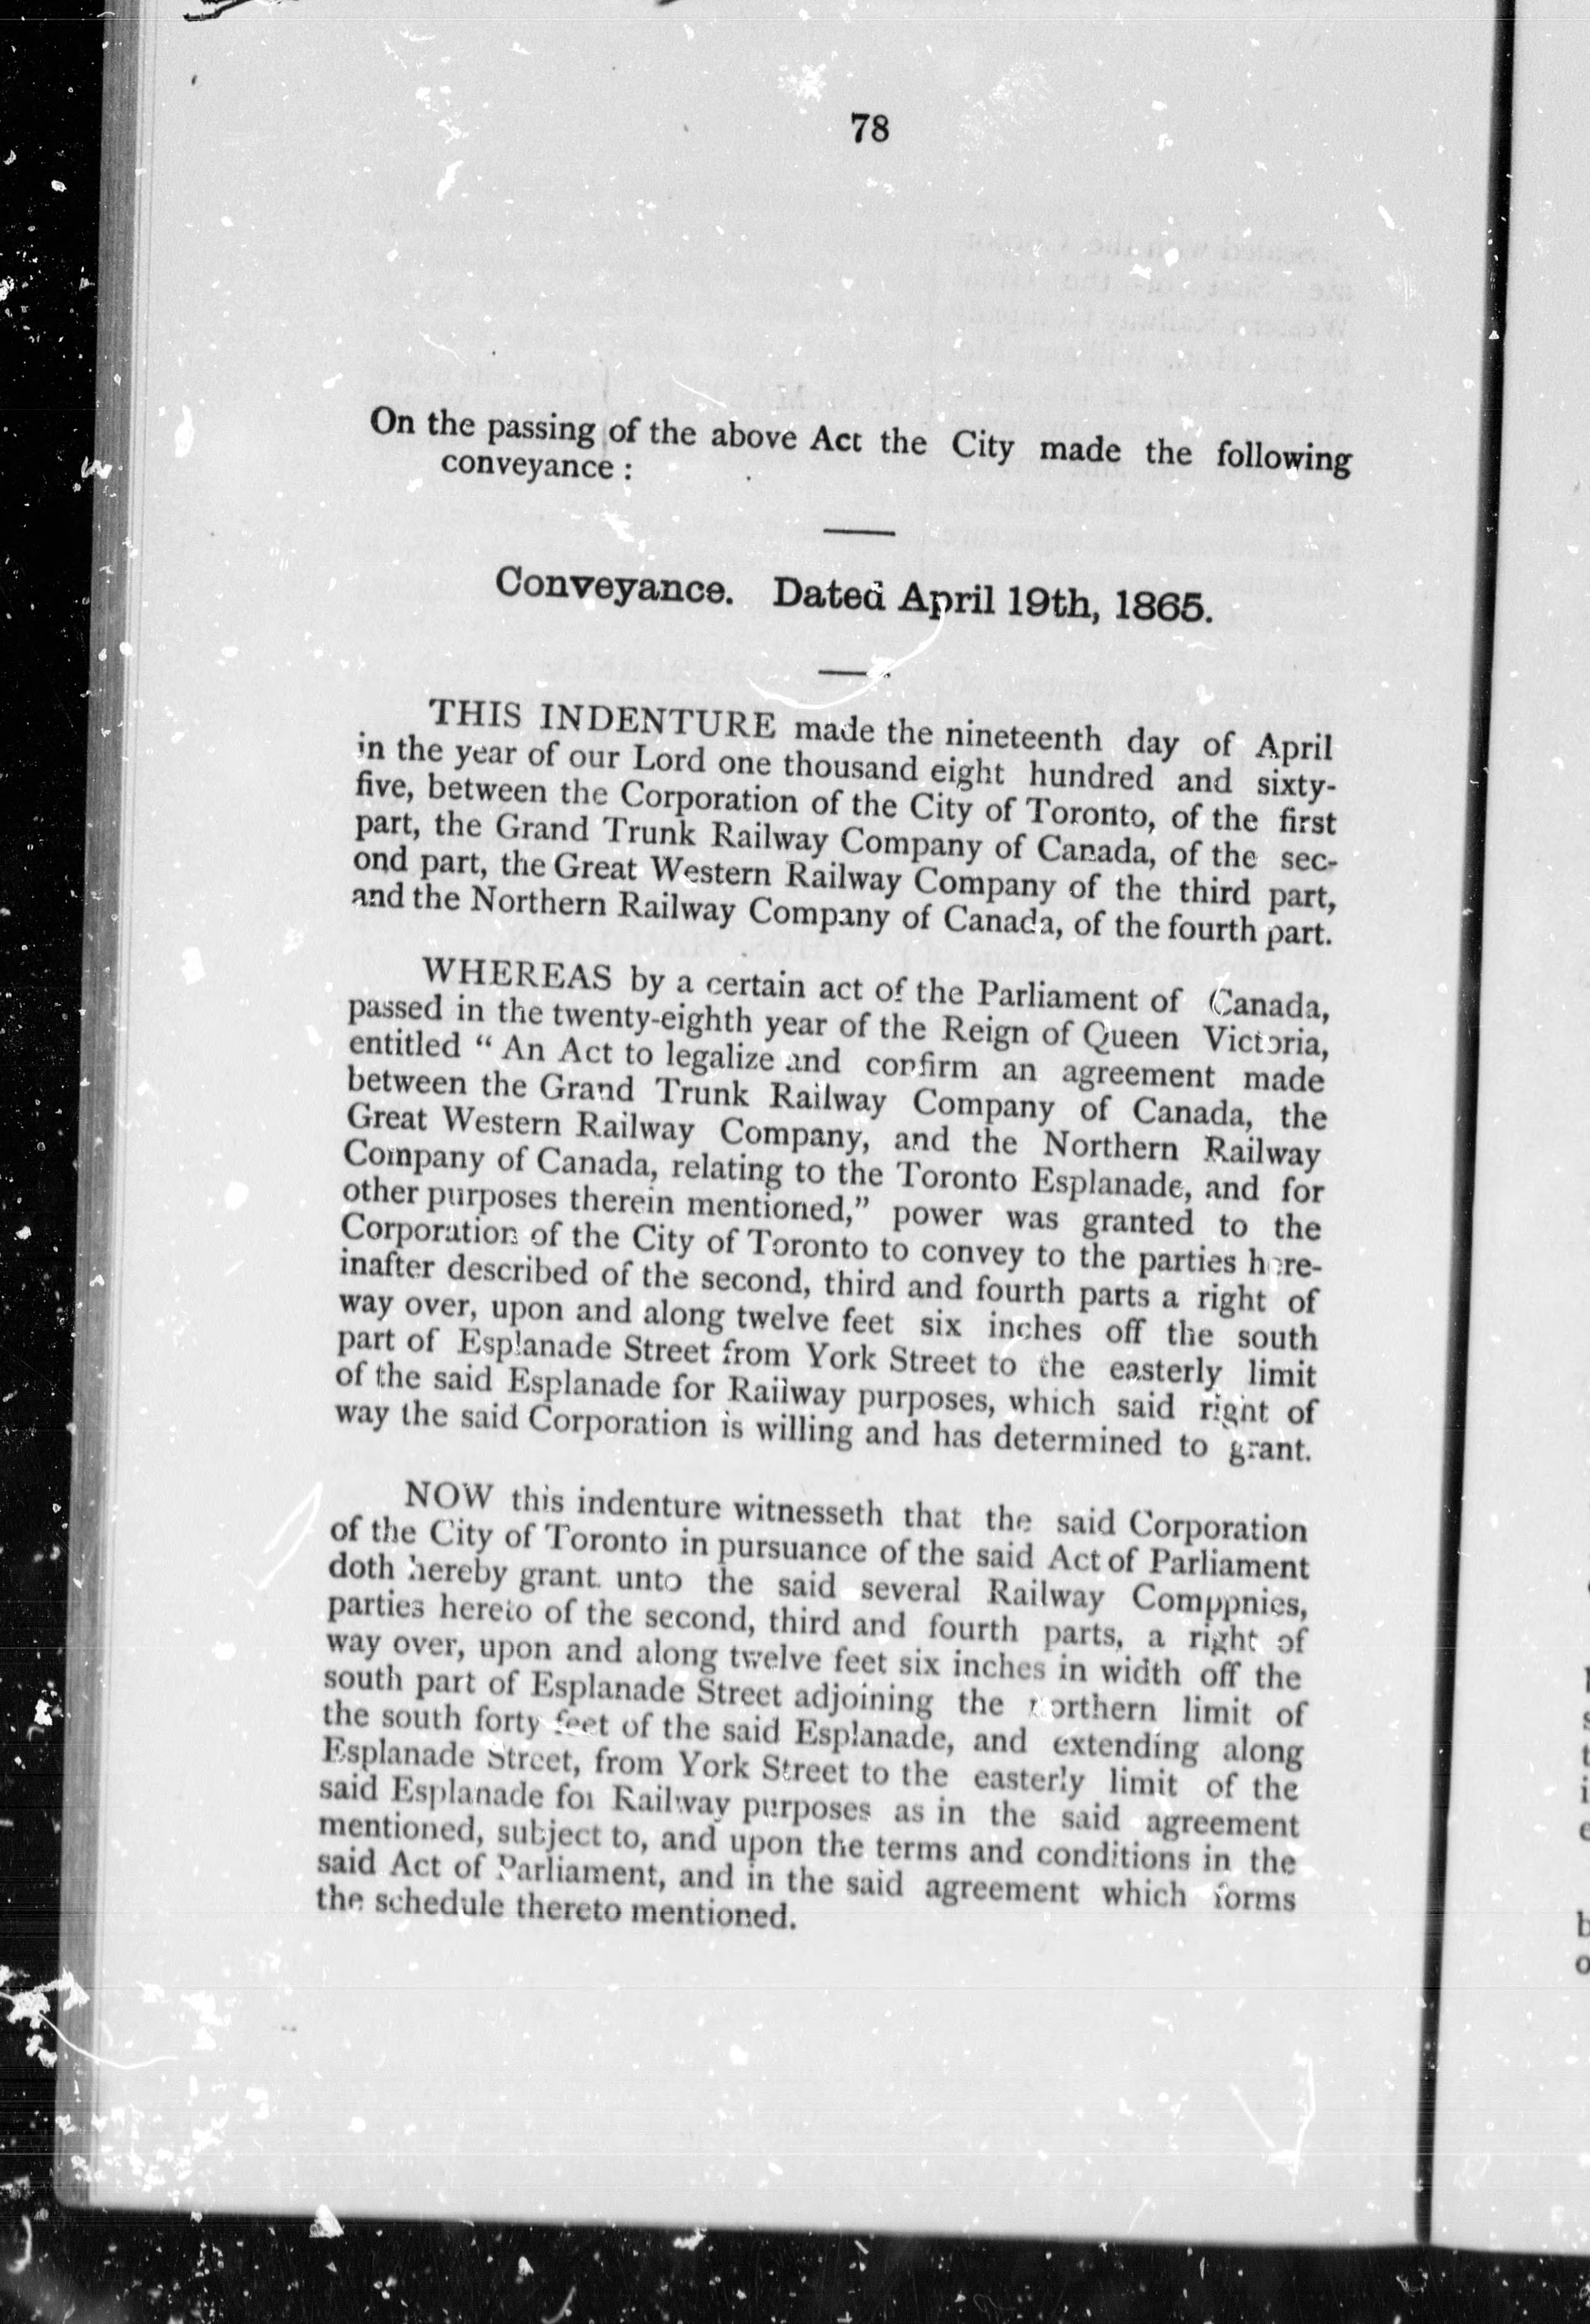 78
On the passing of the above Act the City made the following
conveyance :
Conveyance. Dated April 19th, 1865.
THIS INDENTURE made the nineteenth day of April
in the year of our Lord one thousand eight hundred and sixty-
five, between the Corporation of the City of Toronto, of the first
part, the Grand Trunk Railway Company of Canada, of the sec-
ond part, the Great Western Railway Company of the third part,
and the Northern Railway Company of Canada, of the fourth part.
WHEREAS by a certain act of the Parliament of Canada,
passed in the twenty-eighth year of the Reign of Queen Victoria,
entitled " An Act to legalize and confirm an agreement made
between the Grand Trunk Railway Company of Canada, the
Great Western Railway Company, and the Northern Railway
Company of Canada, relating to the Toronto Esplanade, and for
other purposes therein mentioned," power was granted to the
Corporation of the City of Toronto to convey to the parties here-
inafter described of the second, third and fourth parts a right of
way over, upon and along twelve feet six inches off the south
part of Esplanade Street from York Street to the easterly limit
of the said Esplanade for Railway purposes, which said right of
way the said Corporation is willing and has determined to grant.
NOW this indenture witnesseth that the said Corporation
of the City of Toronto in pursuance of the said Act of Parliament
doth hereby grant unto the said several Railway Comppnies,
parties hereto of the second, third and fourth parts, a right of
way over, upon and along twelve feet six inches in width off the
south part of Esplanade Street adjoining the northern limit of
the south forty feet of the said Esplanade, and extending along
Esplanade Street, from York Street to the easterly limit of the
said Esplanade for Railway purposes as in the said agreement
mentioned, subject to, and upon the terms and conditions in the
said Act of Parliament, and in the said agreement which forms
the schedule thereto mentioned.